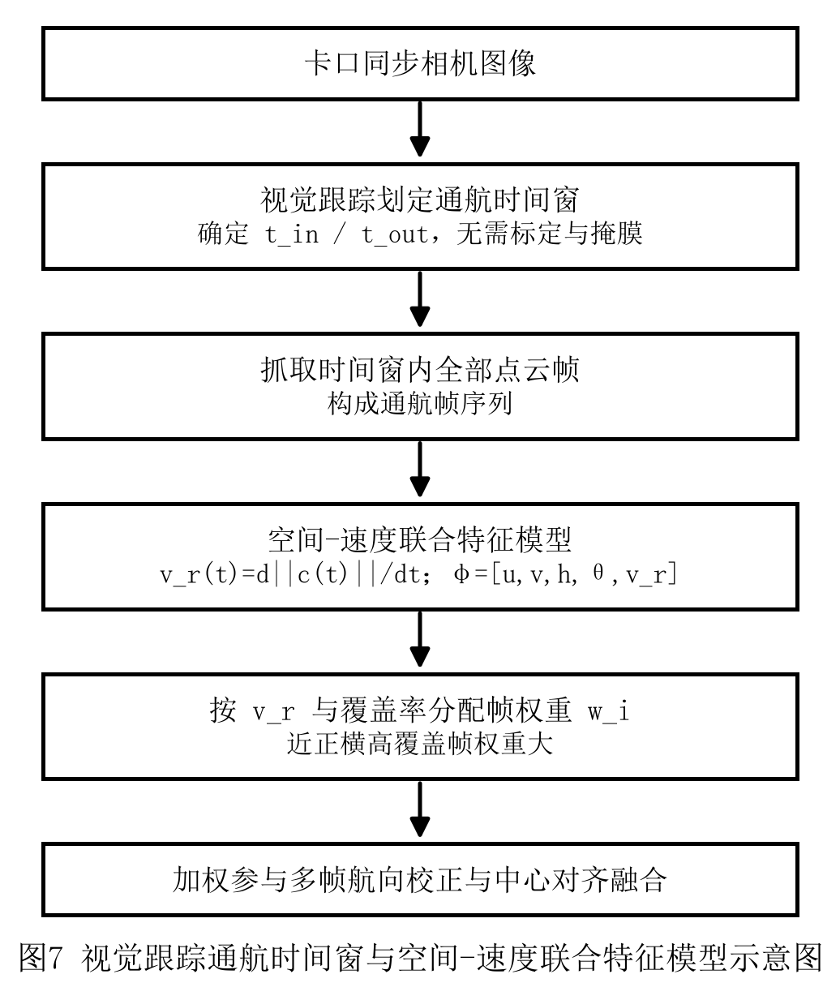 卡口同步相机图像
视觉跟踪划定通航时间窗
确定 t_in / t_out，无需标定与掩膜
抓取时间窗内全部点云帧
构成通航帧序列
空间-速度联合特征模型
v_r(t)=d||c(t)||/dt；Φ=[u,v,h,θ,v_r]
按 v_r 与覆盖率分配帧权重 w_i
近正横高覆盖帧权重大
加权参与多帧航向校正与中心对齐融合
图7 视觉跟踪通航时间窗与空间-速度联合特征模型示意图